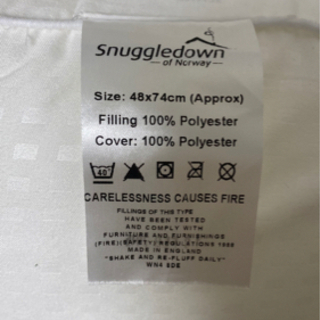 Snuggledown
of Norway
Size: 48x74cm (Approx)
Filling 100% Polyester
Cover: 100% Polyester
40°
CARELESSNESS CAUSES FIRE
FILLINGS OF THIS TYPE
HAVE BEEN TESTED
AND COMPLY WITH
FURNITURE AND FURNISHINGS
(FIRE)(SAFETY) REGULATIONS 1988
MADE IN ENGLAND
"SHAKE AND RE-FLUFF DAILY"
WN4 8DE